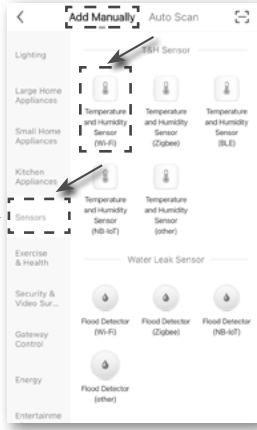 Add Manually Auto Scan
Lighting
Large Home
Appliances
Small Home
Appliances
Kitchen
Appliances
Sensors
Exercise
& Health
Security &
Video Sur...
Gateway
Control
Energy
Entertainme
T&H Sensor
Temperature
and Humidity
Sensor
(Wi-Fi)
Temperature
and Humidity
Sensor
(Zigbee)
Temperature
and Humidity
Sensor
(BLE)
Temperature
and Humidity
Sensor
(NB-IoT)
Temperature
and Humidity
Sensor
(other)
Water Leak Sensor
Flood Detector
(Wi-Fi)
Flood Detector
(Zigbee)
Flood Detector
(NB-IoT)
Flood Detector
(other)